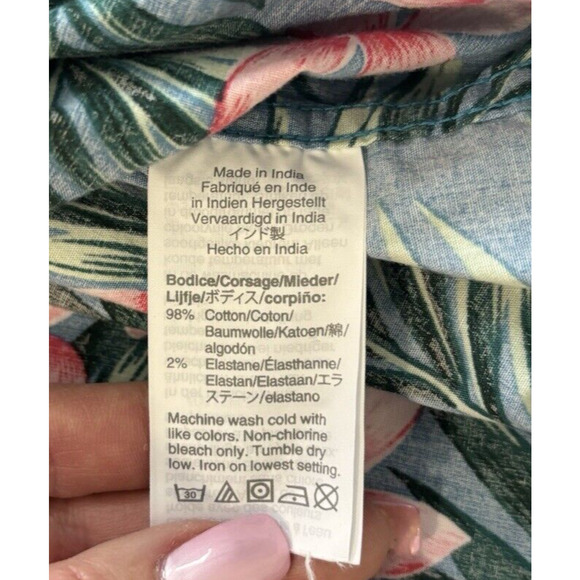 Made in India
Fabriqué en Inde
in Indien Hergestellt
Vervaardigd in India
インド製
Hecho en India
Bodice/Corsage/Mieder/
Lijfje/ボディス/corpiño:
98% Cotton/Coton/
Baumwolle/Katoen/綿/
algodón
2% Elastane/Élasthanne/
Elastan/Elastaan/エラ
ステーン/elastano
Machine wash cold with
like colors. Non-chlorine
bleach only. Tumble dry
low. Iron on lowest setting.
30